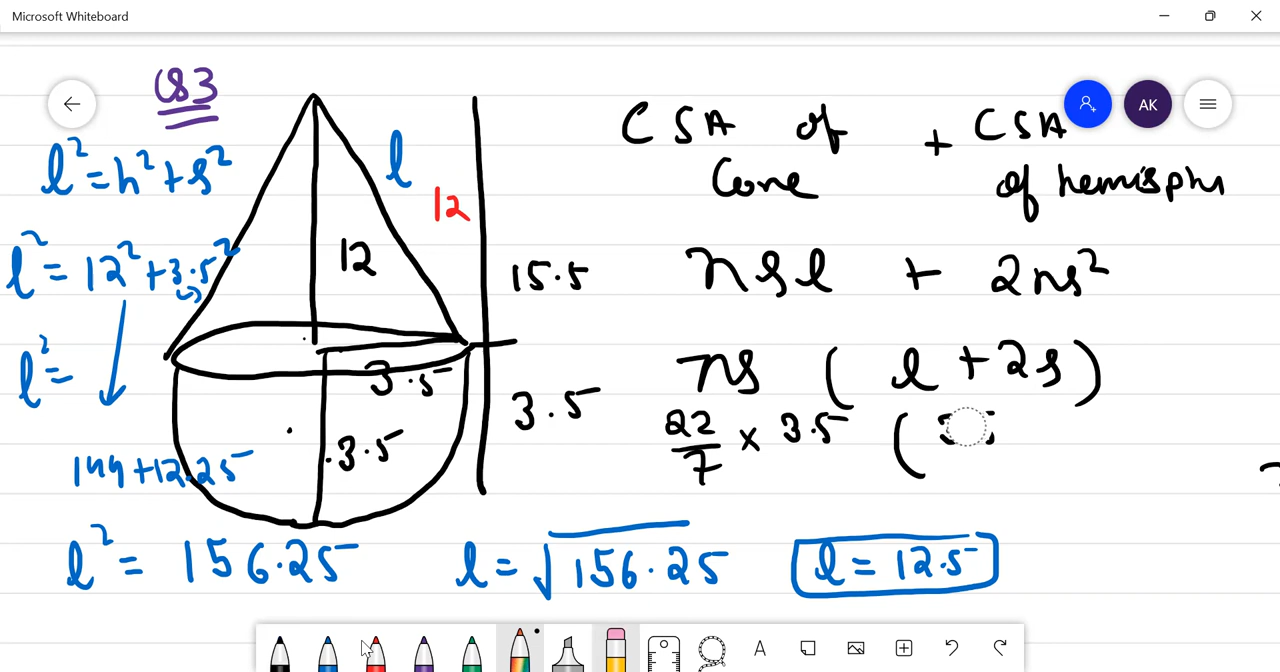 Microsoft Whiteboard
Q3
AK
l² = h² + r²
l
12
CSA of Cone + CSA of hemisphe
l² = 12² + 3.5²
12
15.5
πrl + 2πr²
l² =
3.5
3.5
πr ( l + 2r )
22/7 × 3.5 (
144 + 12.25
3.5
l² = 156.25
l = √156.25
l = 12.5
A